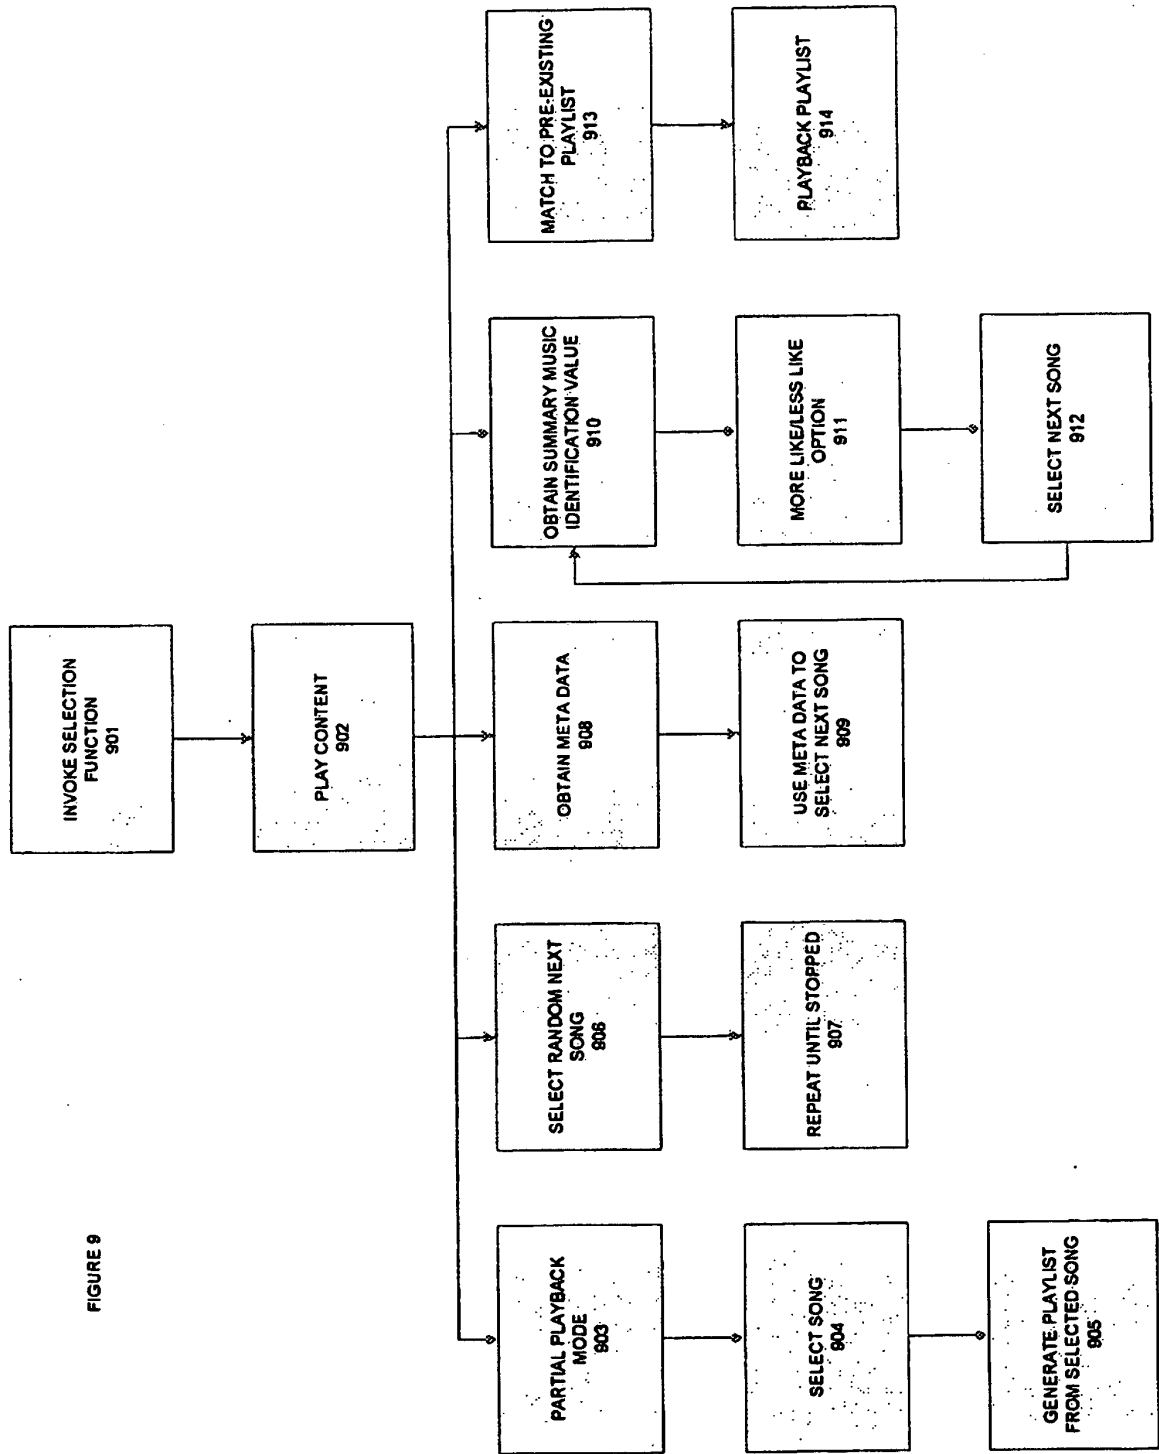 FIGURE 9
INVOKE SELECTION
FUNCTION
901
PLAY CONTENT
902
PARTIAL PLAYBACK
MODE
903
SELECT SONG
904
GENERATE PLAYLIST
FROM SELECTED SONG
905
SELECT RANDOM NEXT
SONG
906
REPEAT UNTIL STOPPED
907
OBTAIN META DATA
908
USE META DATA TO
SELECT NEXT SONG
909
OBTAIN SUMMARY MUSIC
IDENTIFICATION VALUE
910
MORE LIKE/LESS LIKE
OPTION
911
SELECT NEXT SONG
912
MATCH TO PRE-EXISTING
PLAYLIST
913
PLAYBACK PLAYLIST
914